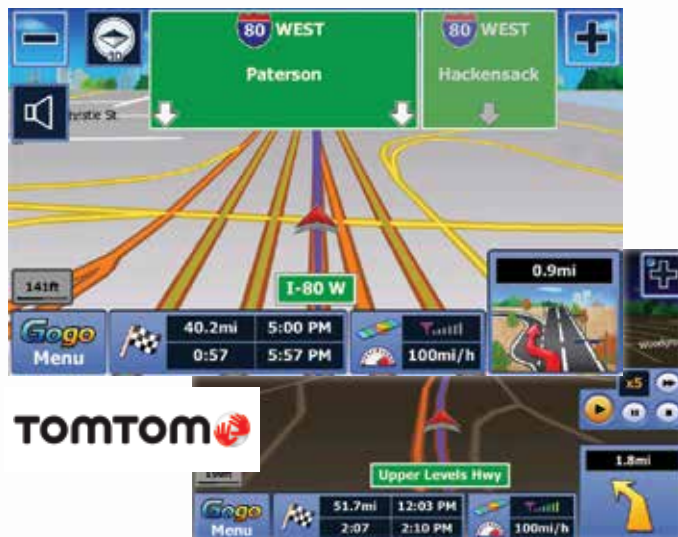 80 WEST
Paterson
80 WEST
Hackensack
3D
St
141ft
I-80 W
0.9mi
Gogo
Menu
40.2mi 5:00 PM
0:57 5:57 PM
100mi/h
TOMTOM
x5
Upper Levels Hwy
1.8mi
Gogo
Menu
51.7mi 12:03 PM
2:07 2:10 PM
100mi/h